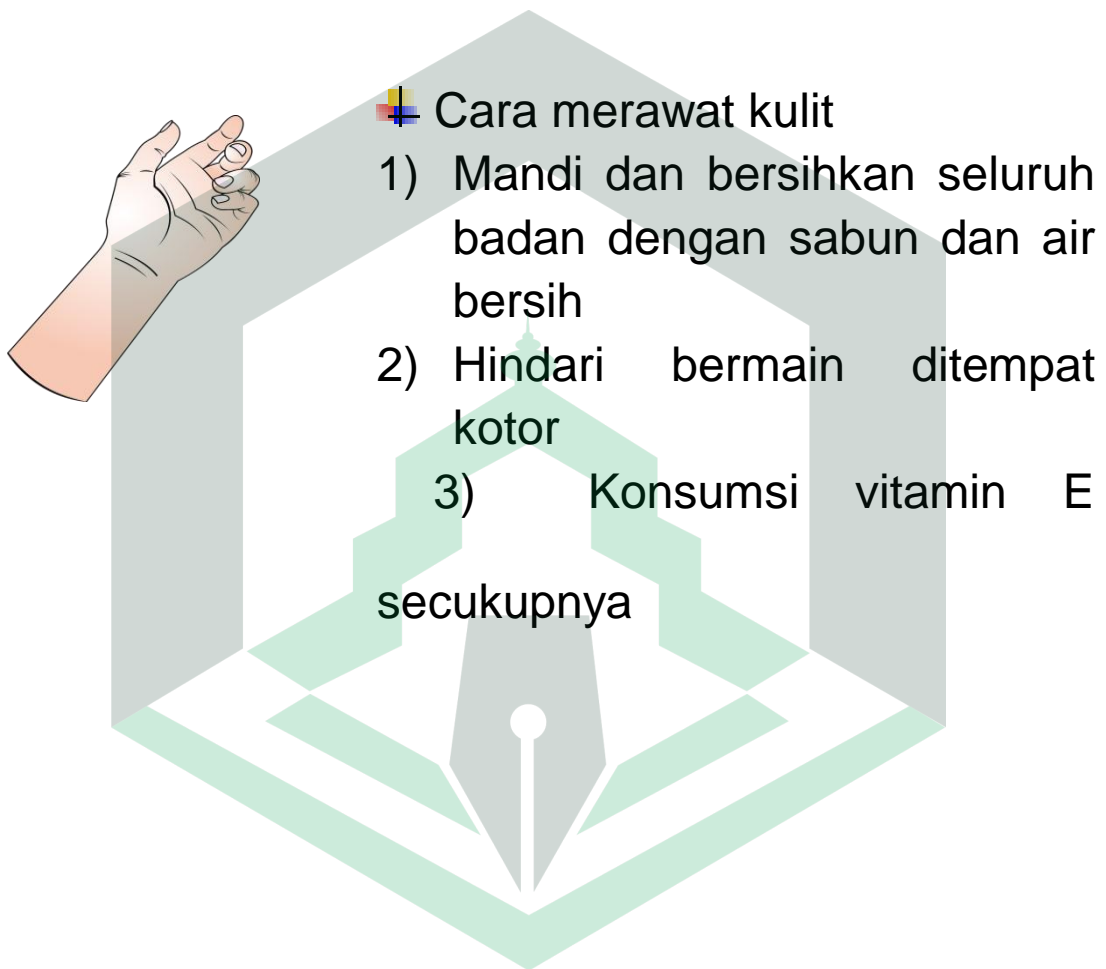 Cara merawat kulit
1) Mandi dan bersihkan seluruh
badan dengan sabun dan air
bersih
2) Hindari bermain ditempat
kotor
3) Konsumsi vitamin E
secukupnya